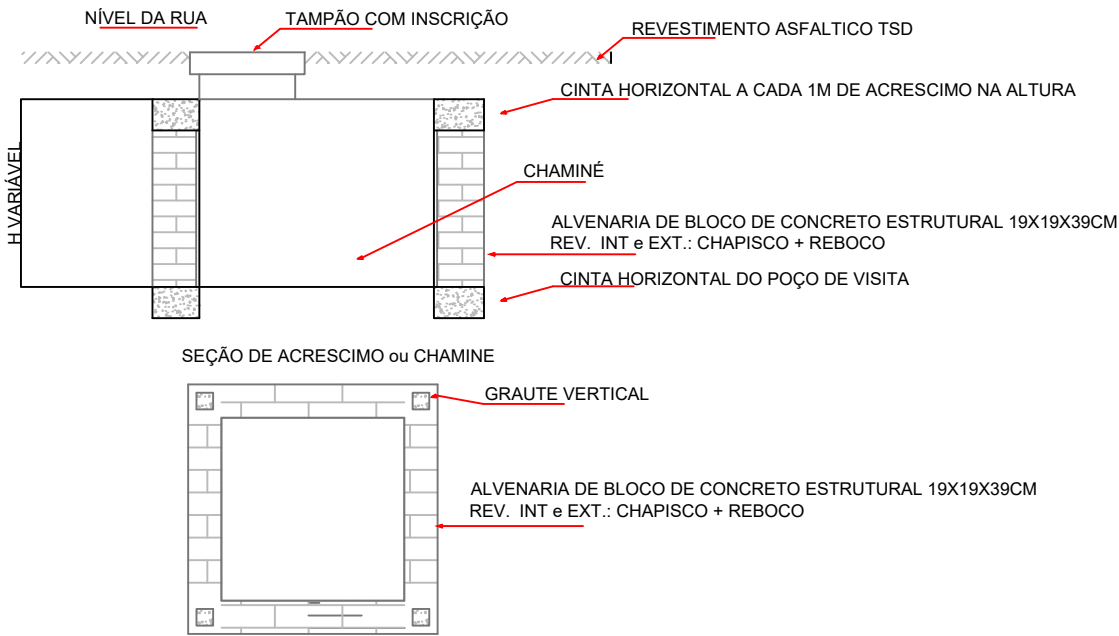 NÍVEL DA RUA
TAMPÃO COM INSCRIÇÃO
REVESTIMENTO ASFALTICO TSD
CINTA HORIZONTAL A CADA 1M DE ACRESCIMO NA ALTURA
H VARIÁVEL
CHAMINÉ
ALVENARIA DE BLOCO DE CONCRETO ESTRUTURAL 19X19X39CM
REV. INT e EXT.: CHAPISCO + REBOCO
CINTA HORIZONTAL DO POÇO DE VISITA
SEÇÃO DE ACRESCIMO ou CHAMINE
GRAUTE VERTICAL
ALVENARIA DE BLOCO DE CONCRETO ESTRUTURAL 19X19X39CM
REV. INT e EXT.: CHAPISCO + REBOCO